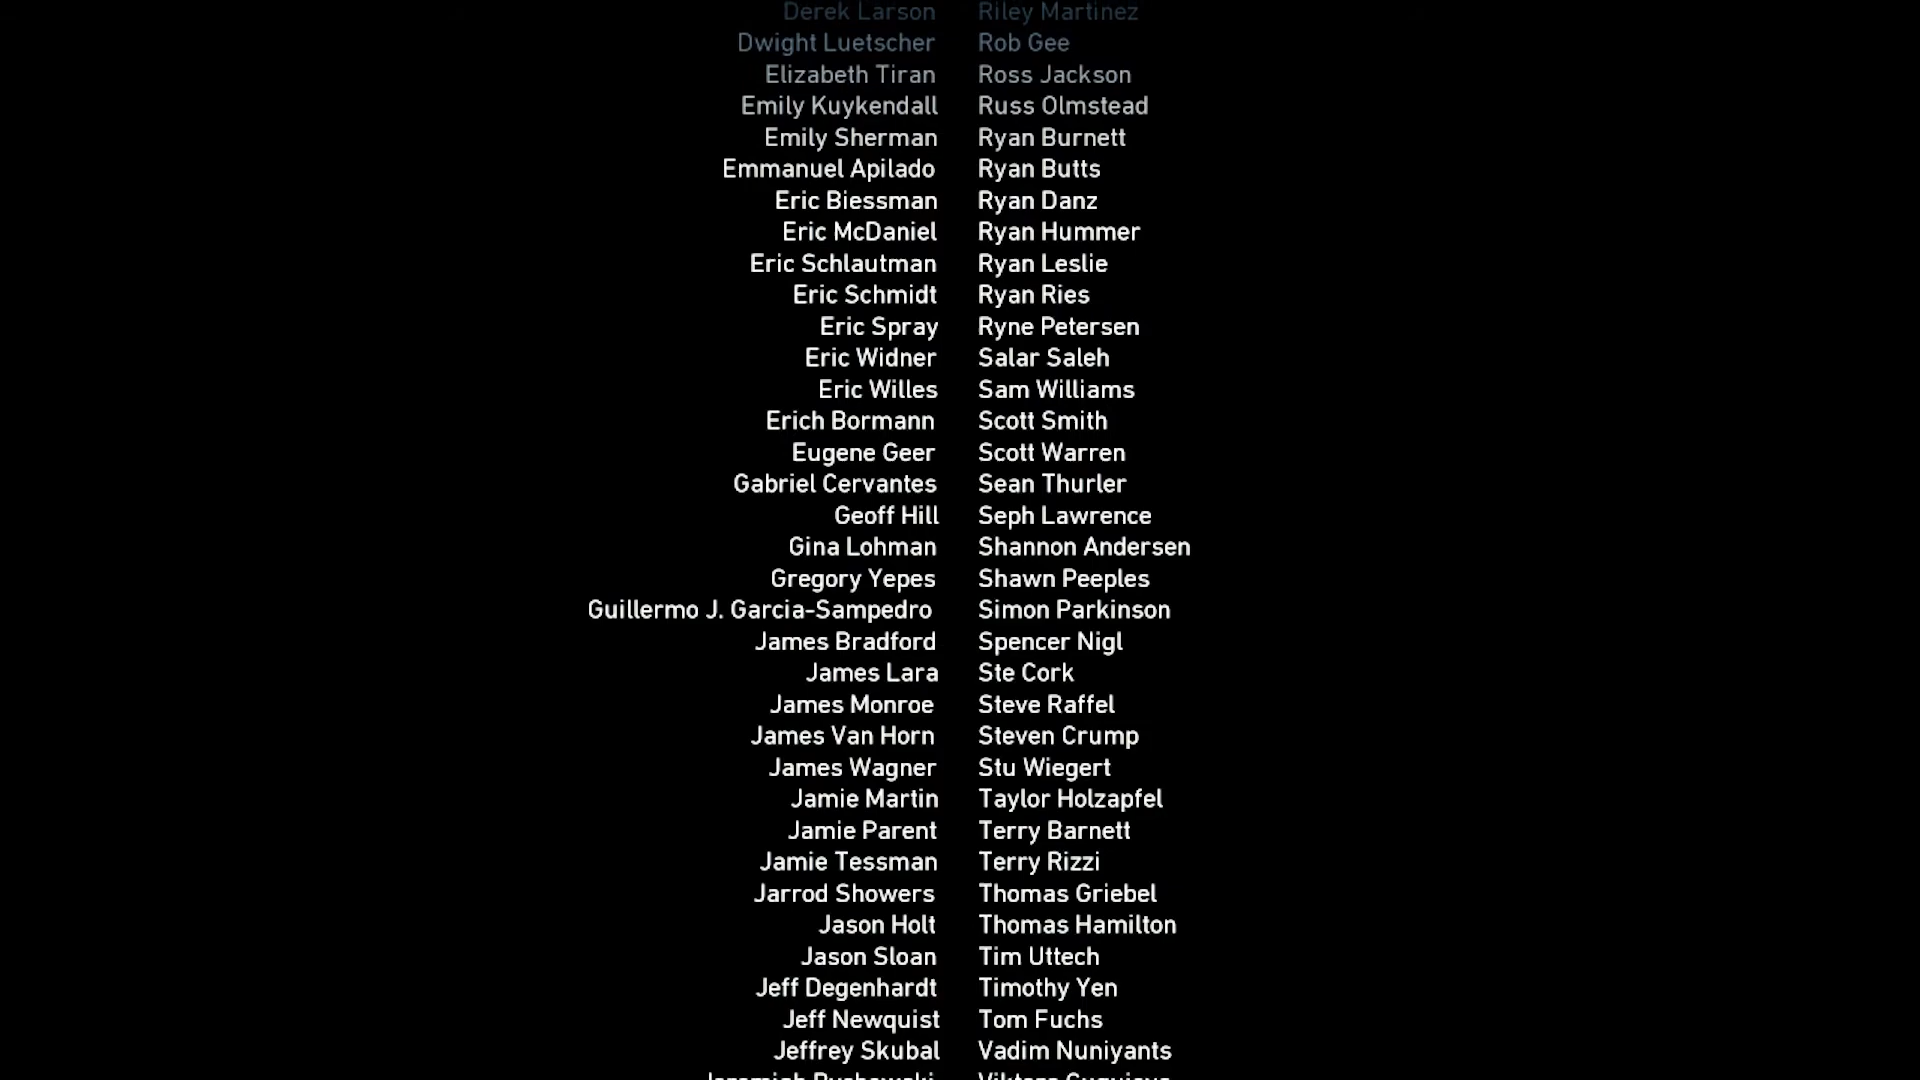 Derek Larson Riley Martinez
Dwight Luetscher Rob Gee
Elizabeth Tiran Ross Jackson
Emily Kuykendall Russ Olmstead
Emily Sherman Ryan Burnett
Emmanuel Apilado Ryan Butts
Eric Biessman Ryan Danz
Eric McDaniel Ryan Hummer
Eric Schlautman Ryan Leslie
Eric Schmidt Ryan Ries
Eric Spray Ryne Petersen
Eric Widner Salar Saleh
Eric Willes Sam Williams
Erich Bormann Scott Smith
Eugene Geer Scott Warren
Gabriel Cervantes Sean Thurler
Geoff Hill Seph Lawrence
Gina Lohman Shannon Andersen
Gregory Yepes Shawn Peeples
Guillermo J. Garcia-Sampedro Simon Parkinson
James Bradford Spencer Nigl
James Lara Ste Cork
James Monroe Steve Raffel
James Van Horn Steven Crump
James Wagner Stu Wiegert
Jamie Martin Taylor Holzapfel
Jamie Parent Terry Barnett
Jamie Tessman Terry Rizzi
Jarrod Showers Thomas Griebel
Jason Holt Thomas Hamilton
Jason Sloan Tim Uttech
Jeff Degenhardt Timothy Yen
Jeff Newquist Tom Fuchs
Jeffrey Skubal Vadim Nuniyants